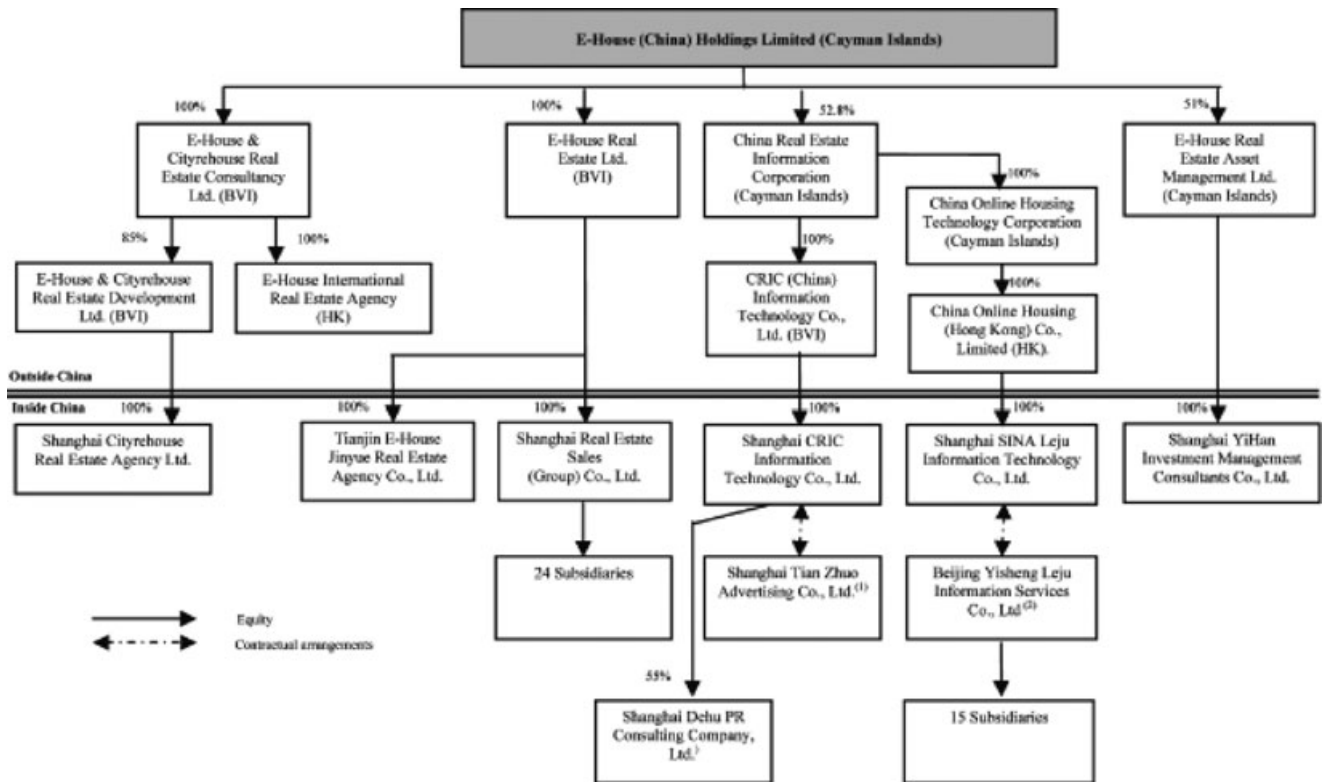 E-House (China) Holdings Limited (Cayman Islands)
100%
100%
52.8%
51%
E-House &
Cityrehouse Real
Estate Consultancy
Ltd. (BVI)
E-House Real
Estate Ltd.
(BVI)
China Real Estate
Information
Corporation
(Cayman Islands)
E-House Real
Estate Asset
Management Ltd.
(Cayman Islands)
100%
China Online Housing
Technology Corporation
(Cayman Islands)
85%
100%
100%
E-House & Cityrehouse
Real Estate Development
Ltd. (BVI)
E-House International
Real Estate Agency
(HK)
CRIC (China)
Information
Technology Co.,
Ltd. (BVI)
100%
China Online Housing
(Hong Kong) Co.,
Limited (HK).
Outside China
Inside China
100%
100%
100%
100%
100%
100%
Shanghai Cityrehouse
Real Estate Agency Ltd.
Tianjin E-House
Jinyue Real Estate
Agency Co., Ltd.
Shanghai Real Estate
Sales
(Group) Co., Ltd.
Shanghai CRIC
Information
Technology Co., Ltd.
Shanghai SINA Leju
Information Technology
Co., Ltd.
Shanghai YiHan
Investment Management
Consultants Co., Ltd.
24 Subsidiaries
Shanghai Tian Zhuo
Advertising Co., Ltd.(1)
Beijing Yisheng Leju
Information Services
Co., Ltd(2)
Equity
Contractual arrangements
55%
Shanghai Dehu PR
Consulting Company,
Ltd.)
15 Subsidiaries